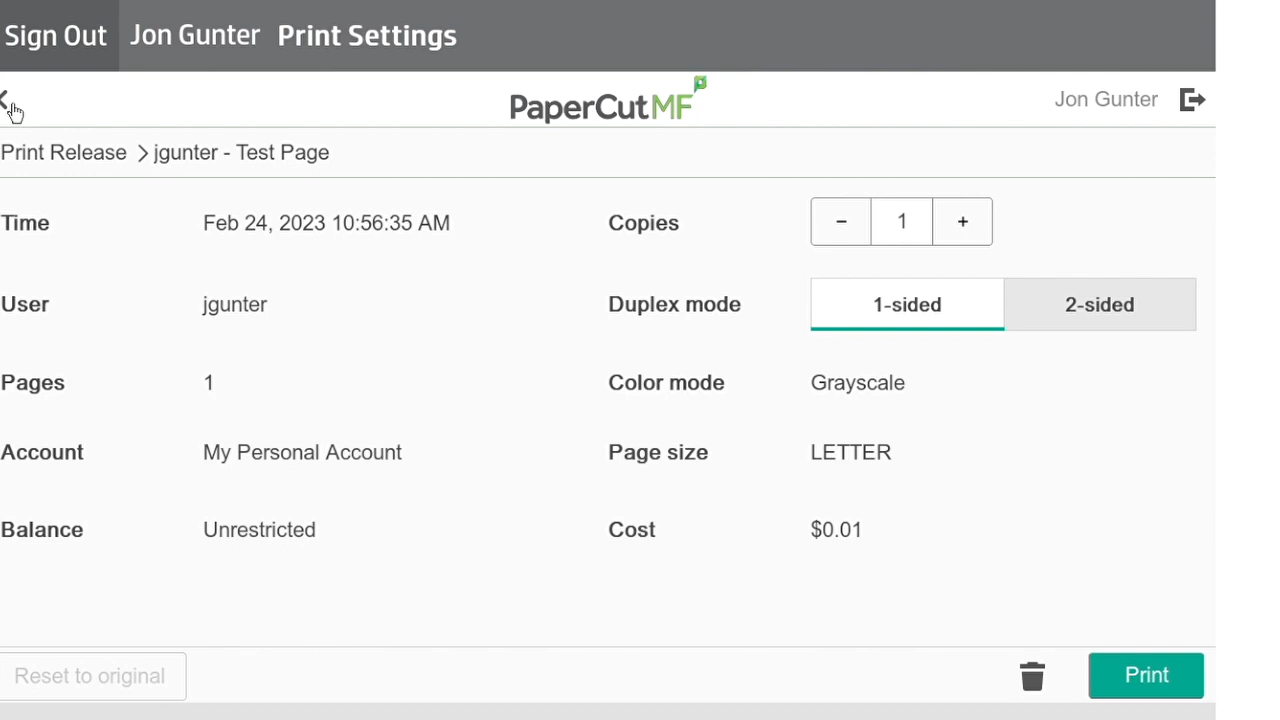 Sign Out Jon Gunter Print Settings
PaperCut MF Jon Gunter
Print Release > jgunter - Test Page
Time Feb 24, 2023 10:56:35 AM Copies - 1 +
User jgunter Duplex mode 1-sided 2-sided
Pages 1 Color mode Grayscale
Account My Personal Account Page size LETTER
Balance Unrestricted Cost $0.01
Reset to original Print